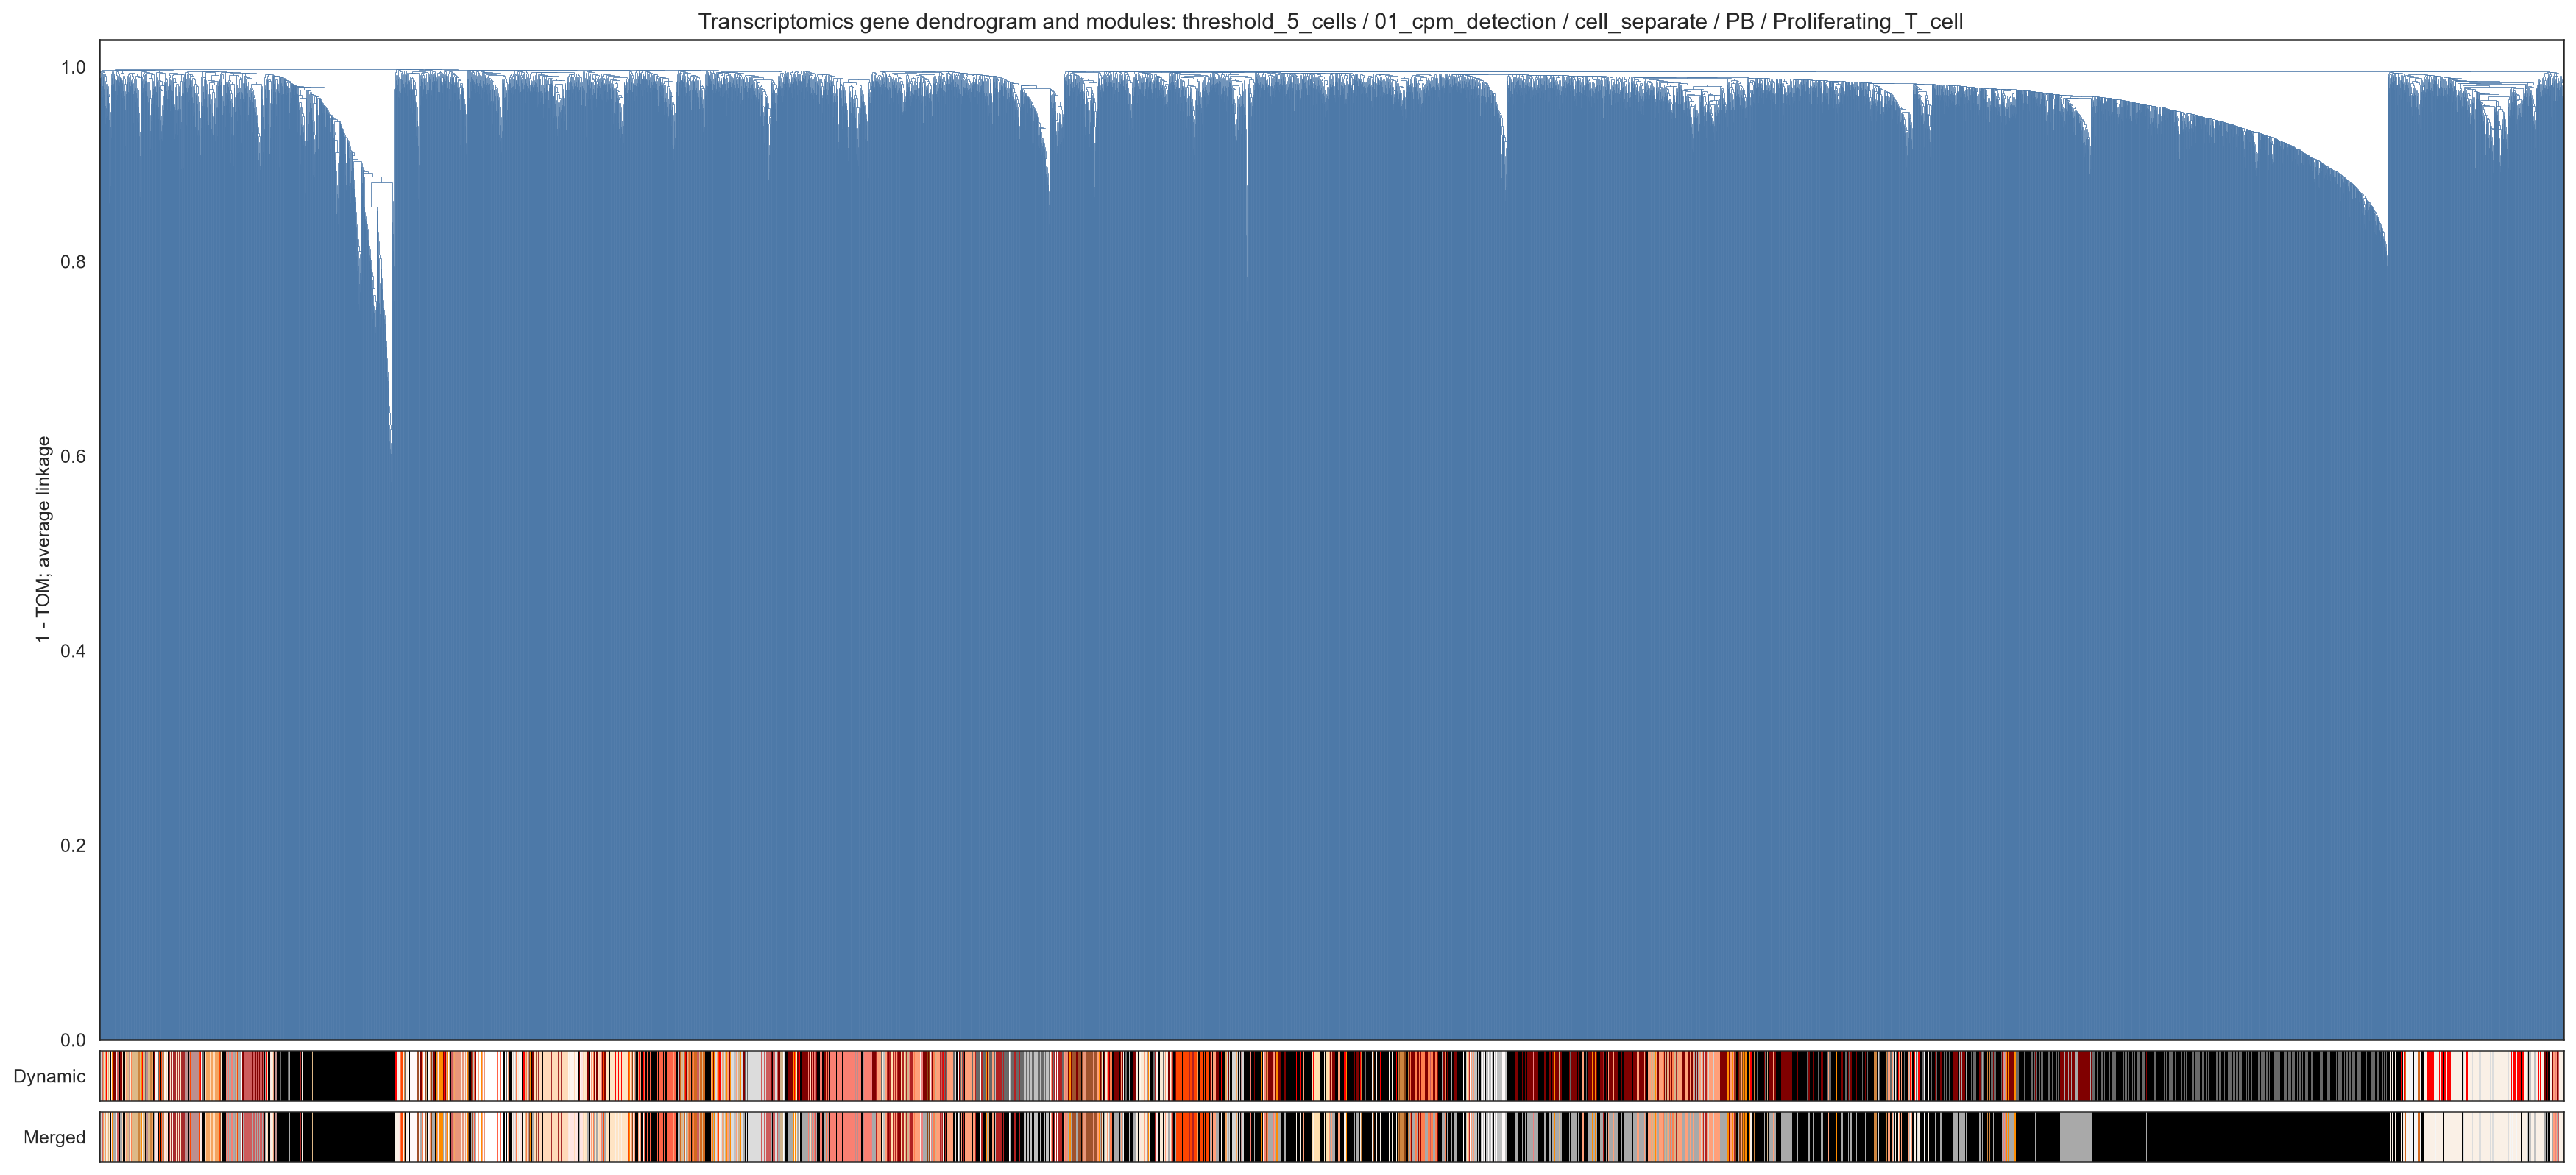 Transcriptomics gene dendrogram and modules: threshold_5_cells / 01_cpm_detection / cell_separate / PB / Proliferating_T_cell
1.0
0.8
0.6
0.4
0.2
0.0
1 - TOM; average linkage
Dynamic
Merged